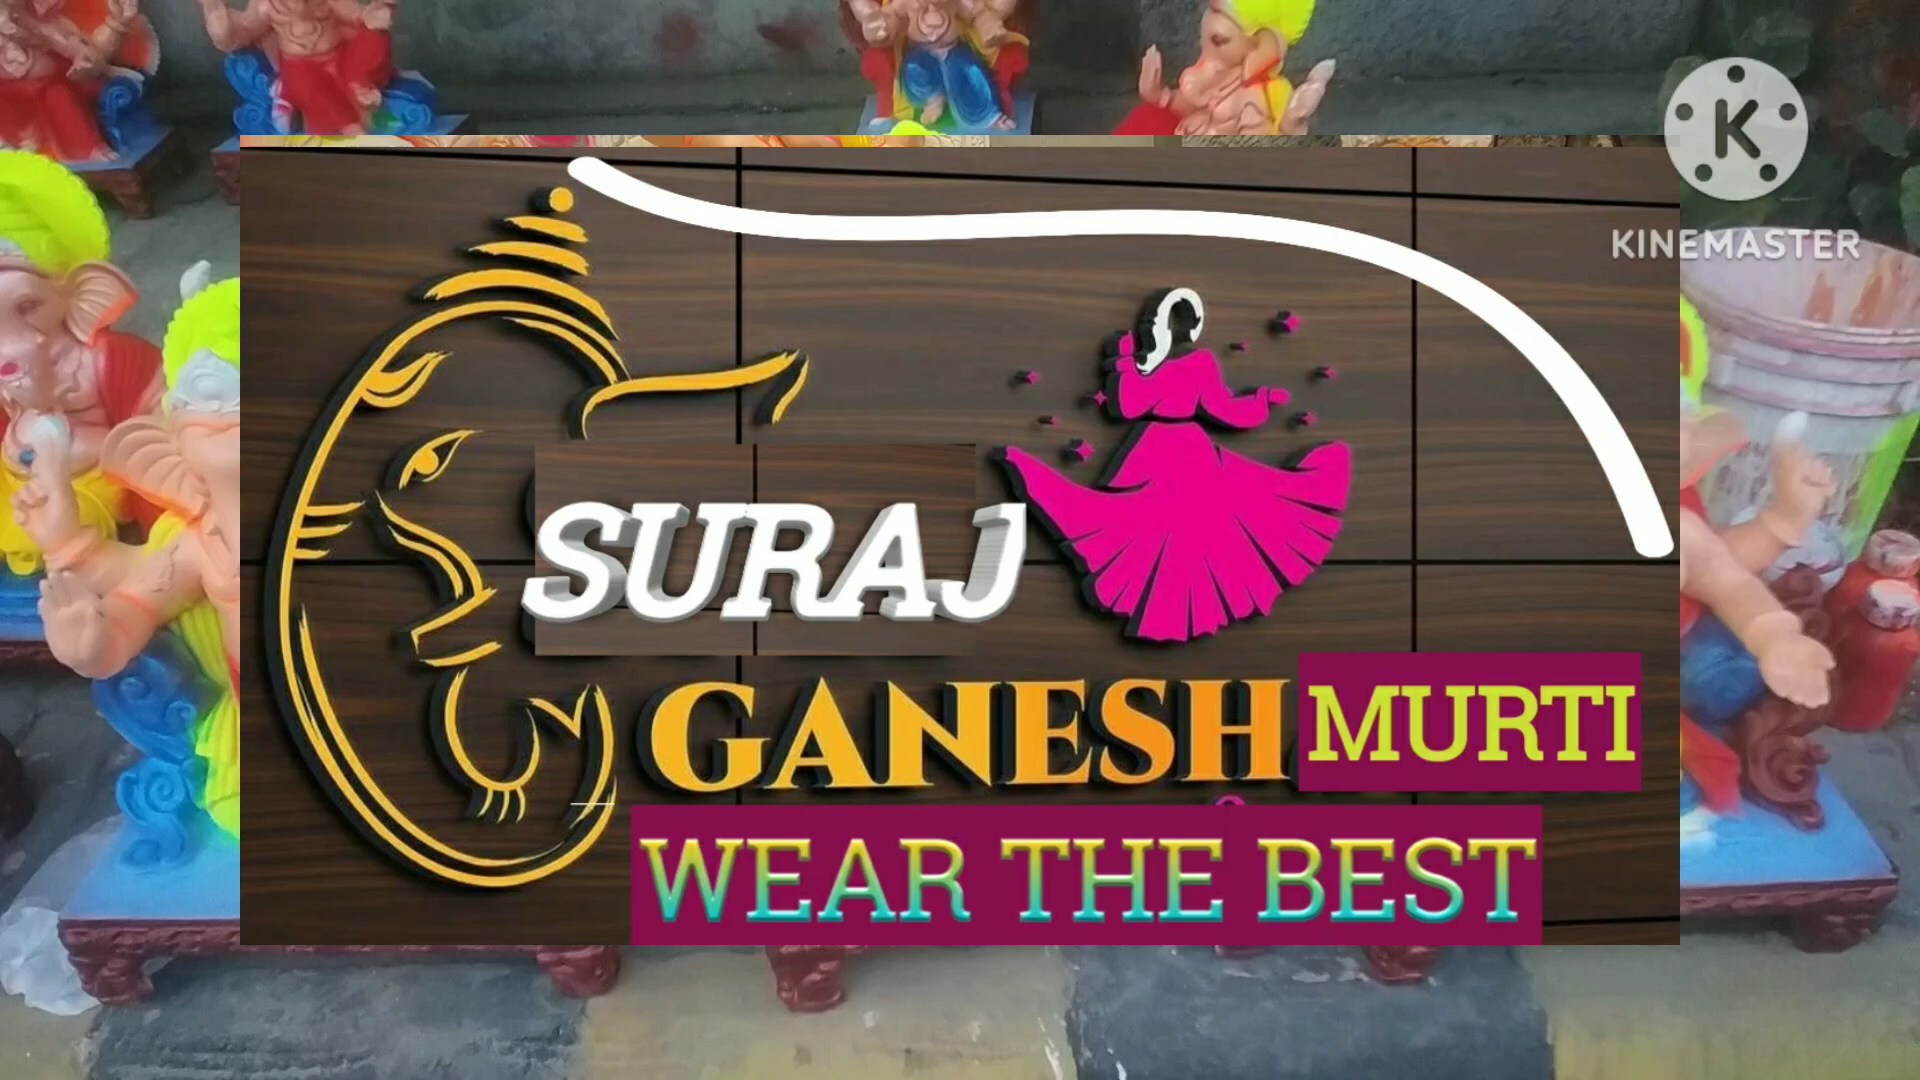 K
KINEMASTER
SURAJ
GANESH MURTI
WEAR THE BEST